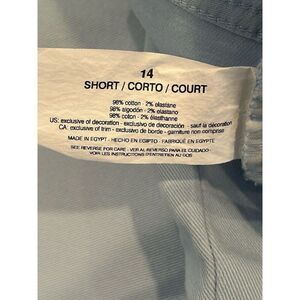 14
SHORT / CORTO / COURT
98% cotton - 2% elastane
98% algodón - 2% elastano
98% coton - 2% élasthanne
US: exclusive of decoration - exclusivo de decoración - sauf la décoration
CA: exclusive of trim - exclusivo de borde - garniture non comprise
MADE IN EGYPT - HECHO EN EGIPTO - FABRIQUÉ EN EGYPTE
SEE REVERSE FOR CARE - VER AL REVERSO PARA EL CUIDADO -
VOIR LES INSTRUCTIONS D'ENTRETIEN AU DOS